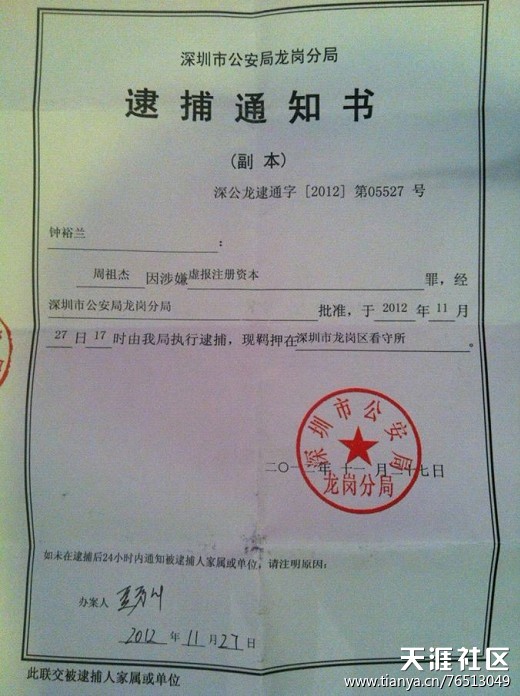 深圳市公安局龙岗分局
逮捕通知书
(副 本)
深公龙逮通字 [2012] 第05527 号
钟裕兰：
周祖杰 因涉嫌 虚报注册资本 罪，经
深圳市公安局龙岗分局 批准，于 2012 年 11 月
27 日 17 时由我局执行逮捕，现羁押在 深圳市龙岗区看守所。
深圳市公安局
龙岗分局
二〇一二年 十一 月二十七日
如未在逮捕后24小时内通知被逮捕人家属或单位，请注明原因：
办案人
2012 年 11 月 27 日
此联交被逮捕人家属或单位
天涯社区
www.tianya.cn/76513049